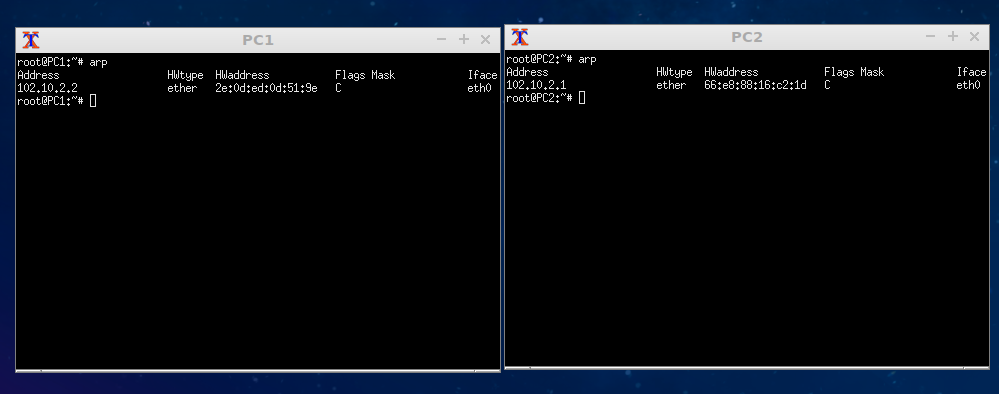 PC1
root@PC1:~# arp
Address HWtype HWaddress Flags Mask Iface
102.10.2.2 ether 2e:0d:ed:0d:51:9e C eth0
root@PC1:~#
PC2
root@PC2:~# arp
Address HWtype HWaddress Flags Mask Iface
102.10.2.1 ether 66:e8:88:16:c2:1d C eth0
root@PC2:~#